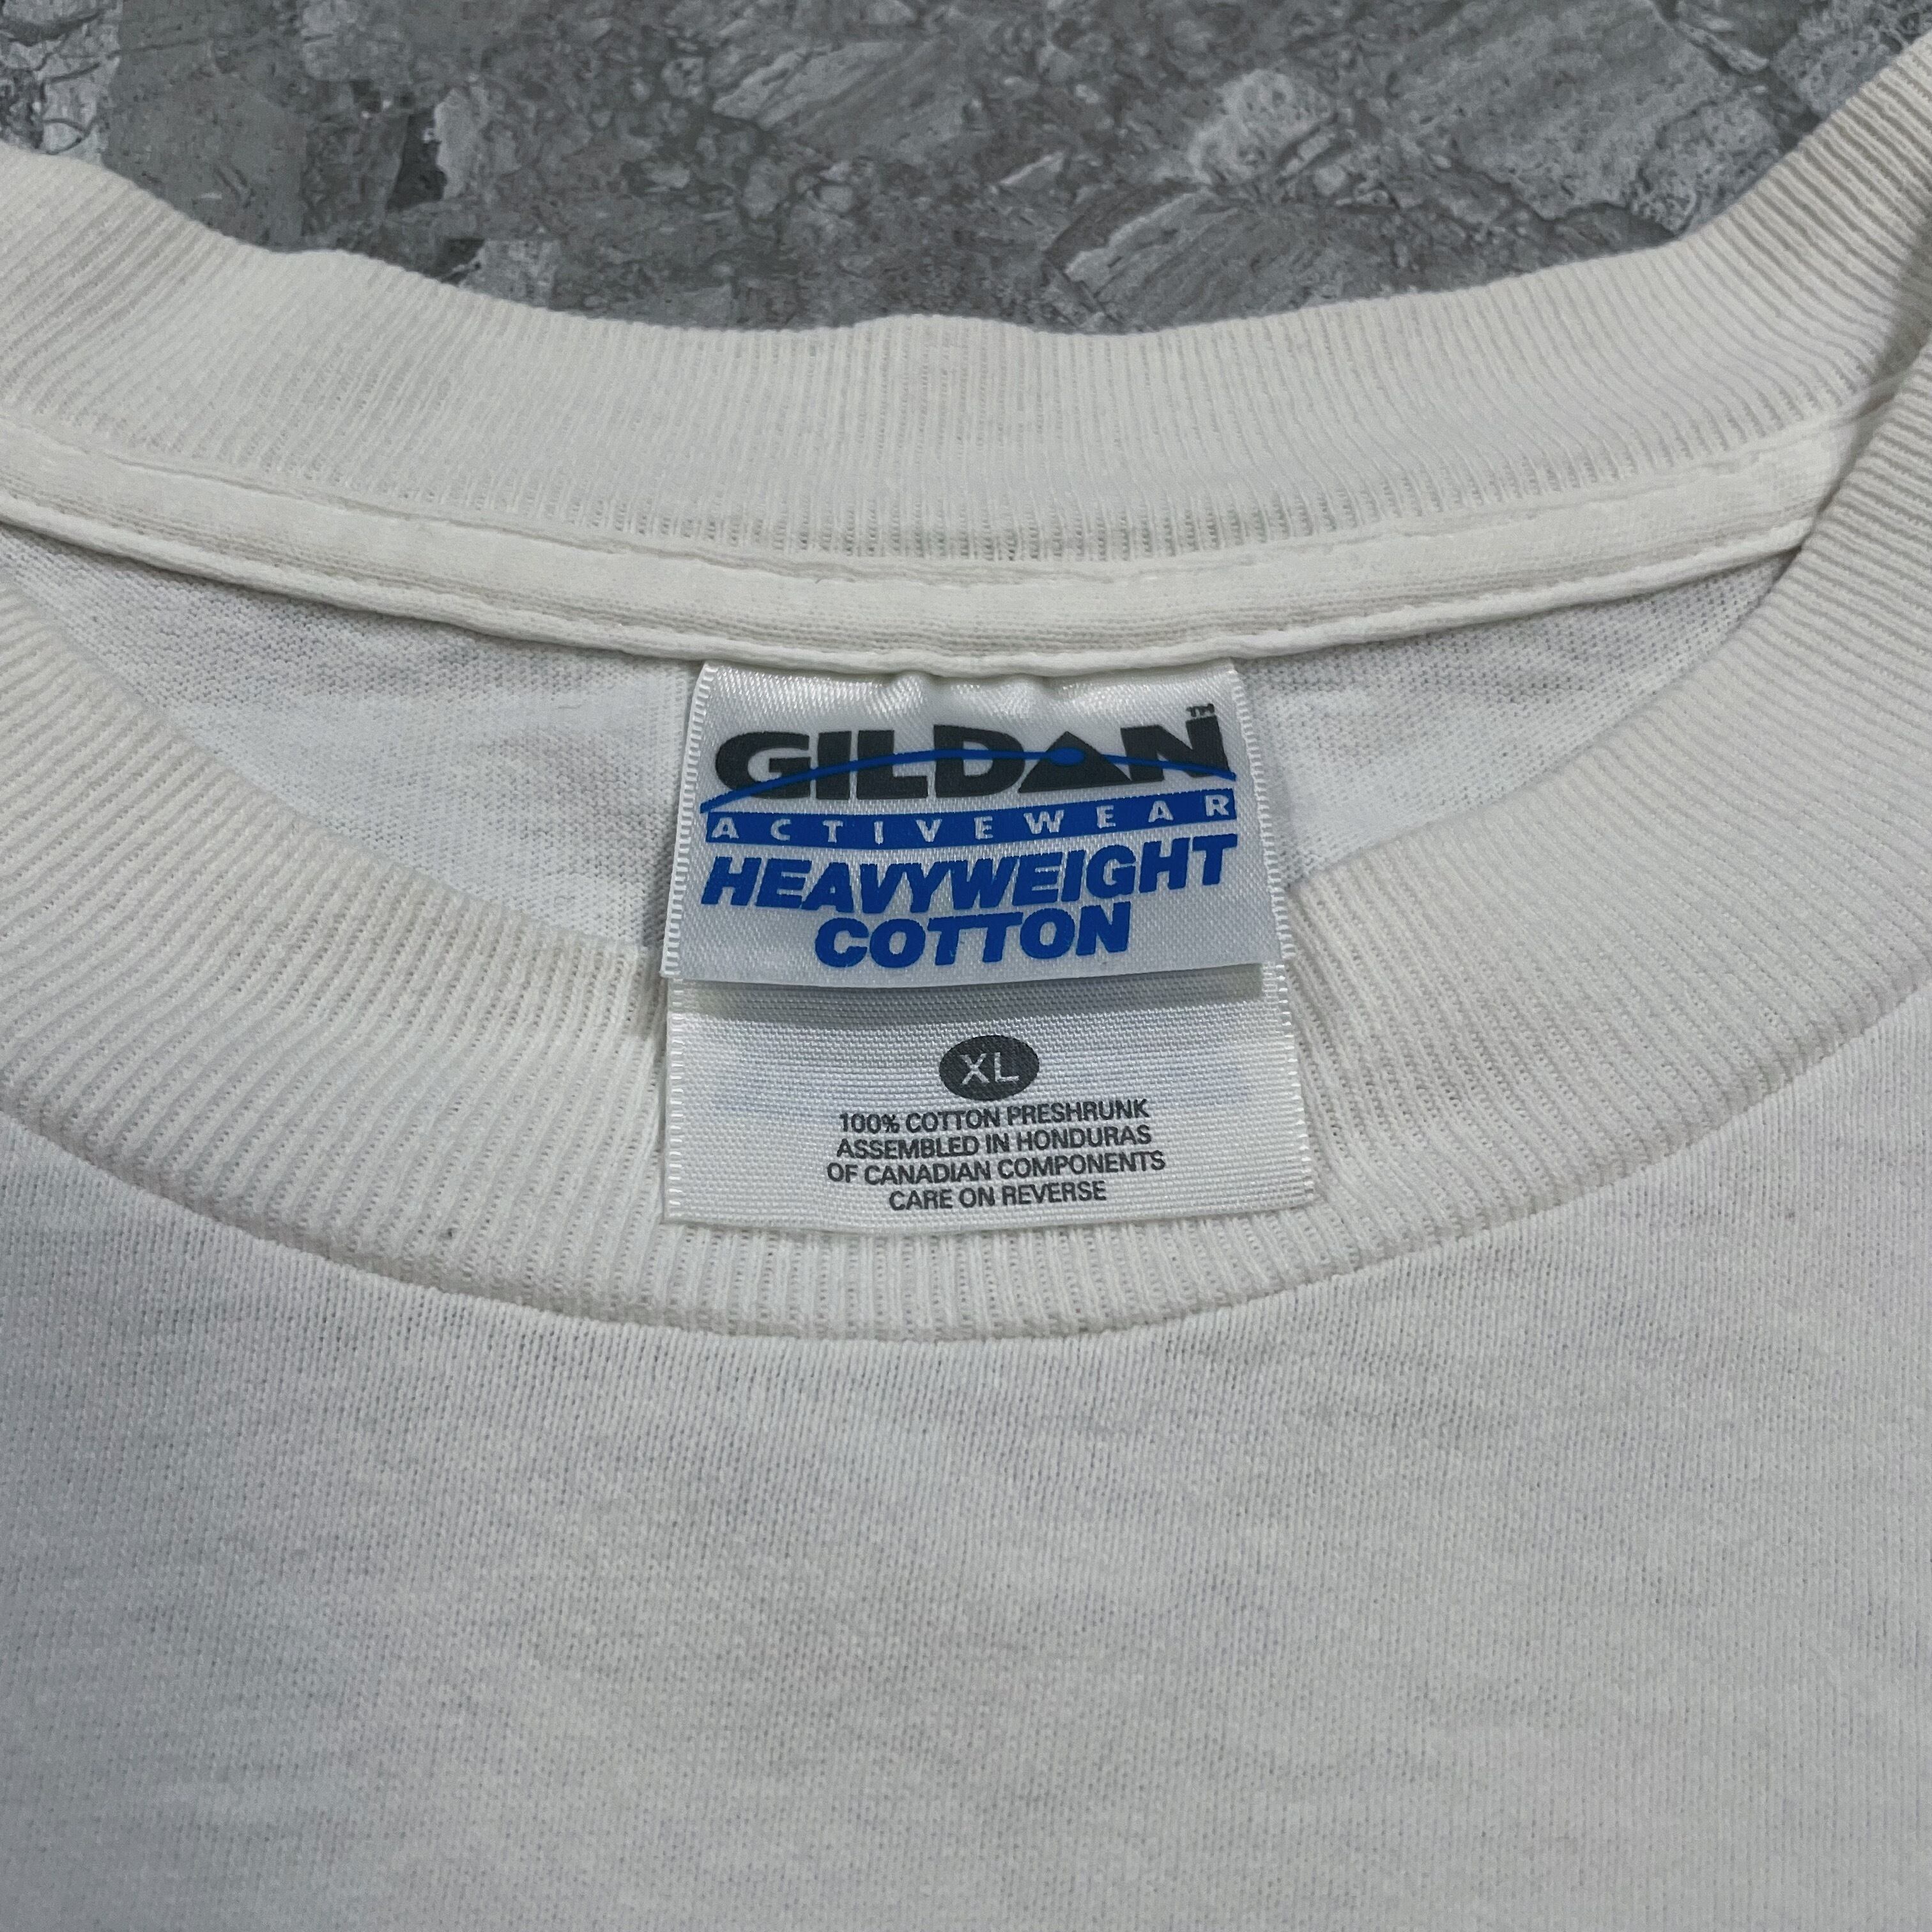 GILDAN™
ACTIVEWEAR
HEAVYWEIGHT
COTTON
XL
100% COTTON PRESHRUNK
ASSEMBLED IN HONDURAS
OF CANADIAN COMPONENTS
CARE ON REVERSE